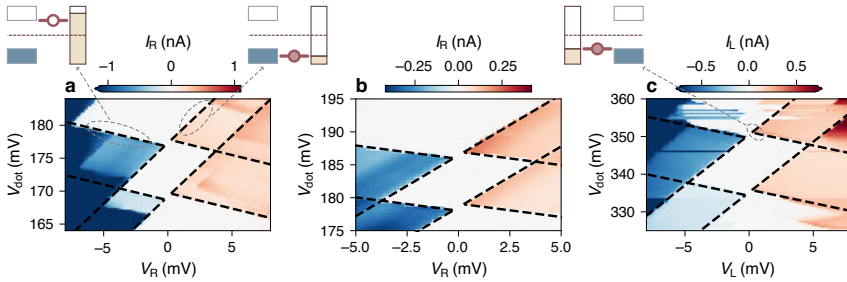 I_R (nA)
−1 0 1
I_R (nA)
−0.25 0.00 0.25
I_L (nA)
−0.5 0.0 0.5
a
b
c
V_dot (mV)
180
175
170
165
−5 0 5
V_R (mV)
V_dot (mV)
195
190
185
180
175
−5.0 −2.5 0.0 2.5 5.0
V_R (mV)
V_dot (mV)
360
350
340
330
−5 0 5
V_L (mV)